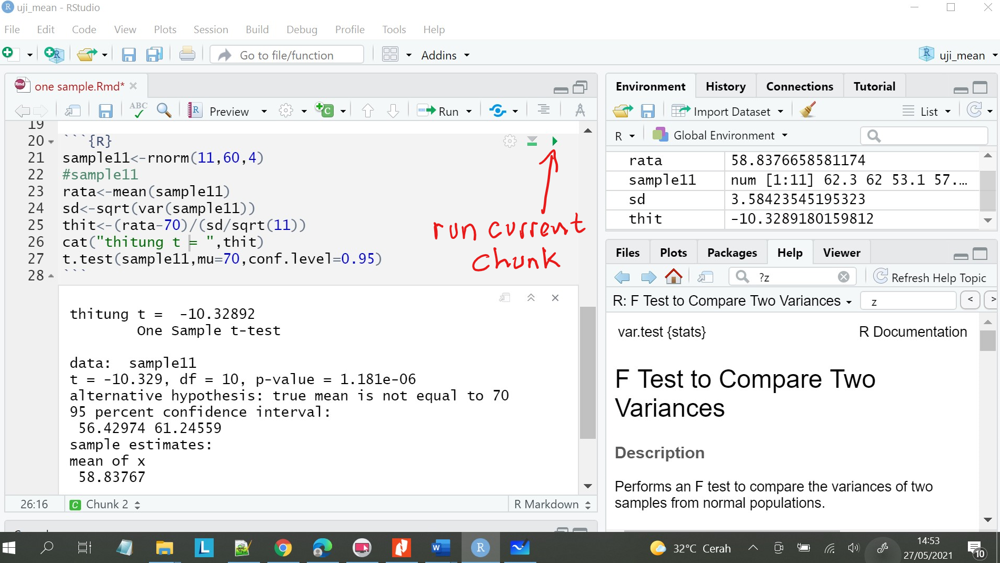 uji_mean - RStudio
File Edit Code View Plots Session Build Debug Profile Tools Help
Go to file/function Addins uji_mean
one sample.Rmd*
ABC Preview Run
19
20 ```{R}
21 sample11<-rnorm(11,60,4)
22 #sample11
23 rata<-mean(sample11)
24 sd<-sqrt(var(sample11))
25 thit<-(rata-70)/(sd/sqrt(11))
26 cat("thitung t = ",thit)
27 t.test(sample11,mu=70,conf.level=0.95)
28 ```
run current
chunk
thitung t =  -10.32892
One Sample t-test
data:  sample11
t = -10.329, df = 10, p-value = 1.181e-06
alternative hypothesis: true mean is not equal to 70
95 percent confidence interval:
56.42974 61.24559
sample estimates:
mean of x
58.83767
26:16 C Chunk 2 R Markdown
Environment History Connections Tutorial
Import Dataset List
R Global Environment
rata 58.8376658581174
sample11 num [1:11] 62.3 62 53.1 57.…
sd 3.58423545195323
thit -10.3289180159812
Files Plots Packages Help Viewer
?z Refresh Help Topic
R: F Test to Compare Two Variances z < >
var.test {stats} R Documentation
F Test to Compare Two
Variances
Description
Performs an F test to compare the variances of two
samples from normal populations.
32°C Cerah 14:53
27/05/2021 10